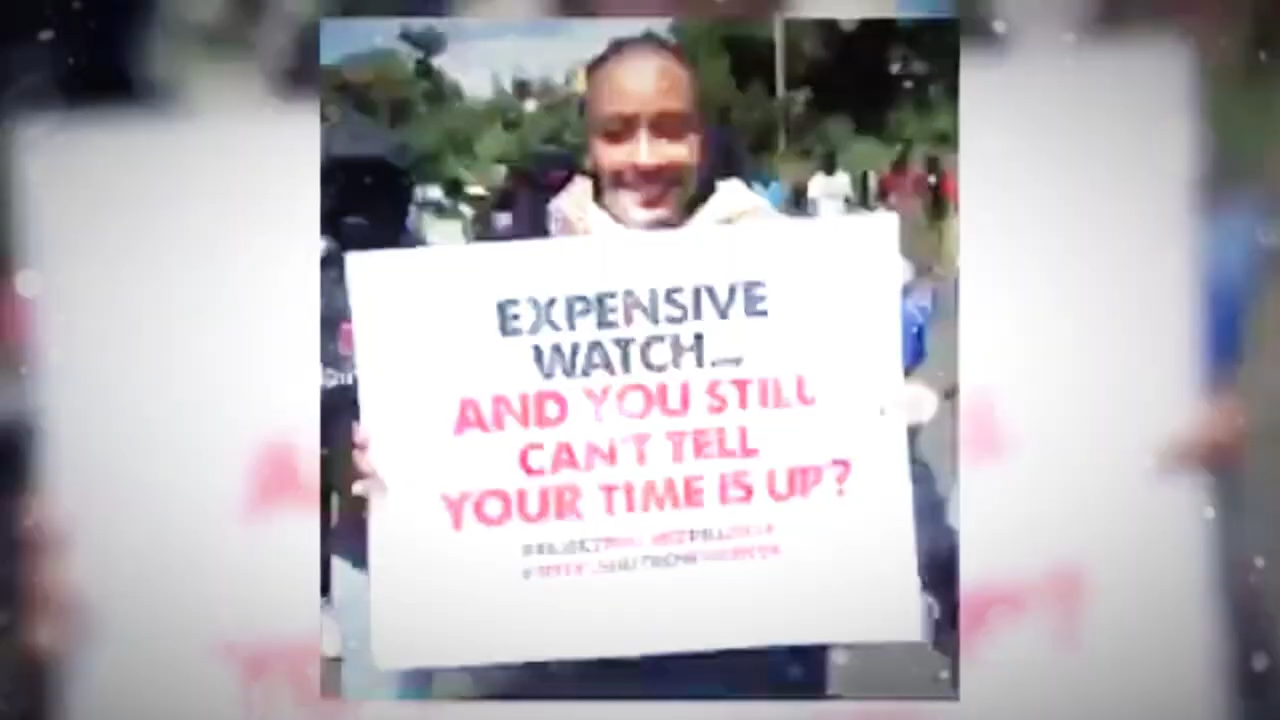 EXPENSIVE
WATCH...
AND YOU STILL
CAN'T TELL
YOUR TIME IS UP?